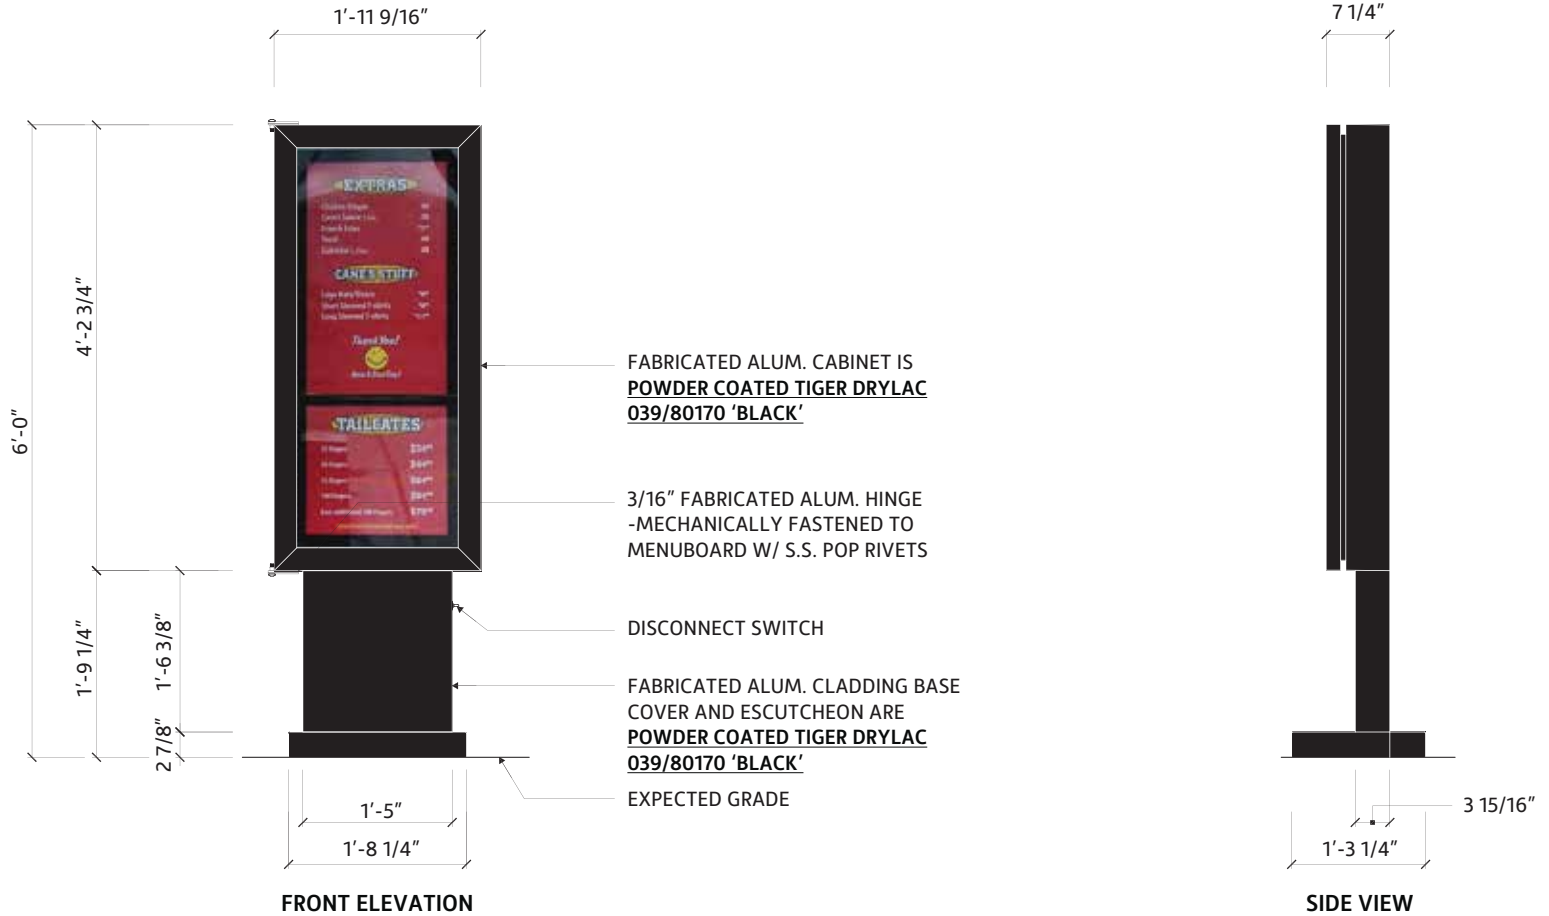 1'-11 9/16"
7 1/4"
6'-0"
4'-2 3/4"
1'-9 1/4"
1'-6 3/8"
2 7/8"
EXTRAS
CANE'S STUFF
Thank You!
TAILGATES
FABRICATED ALUM. CABINET IS
POWDER COATED TIGER DRYLAC
039/80170 'BLACK'
3/16" FABRICATED ALUM. HINGE
-MECHANICALLY FASTENED TO
MENUBOARD W/ S.S. POP RIVETS
DISCONNECT SWITCH
FABRICATED ALUM. CLADDING BASE
COVER AND ESCUTCHEON ARE
POWDER COATED TIGER DRYLAC
039/80170 'BLACK'
EXPECTED GRADE
1'-5"
1'-8 1/4"
3 15/16"
1'-3 1/4"
FRONT ELEVATION
SIDE VIEW